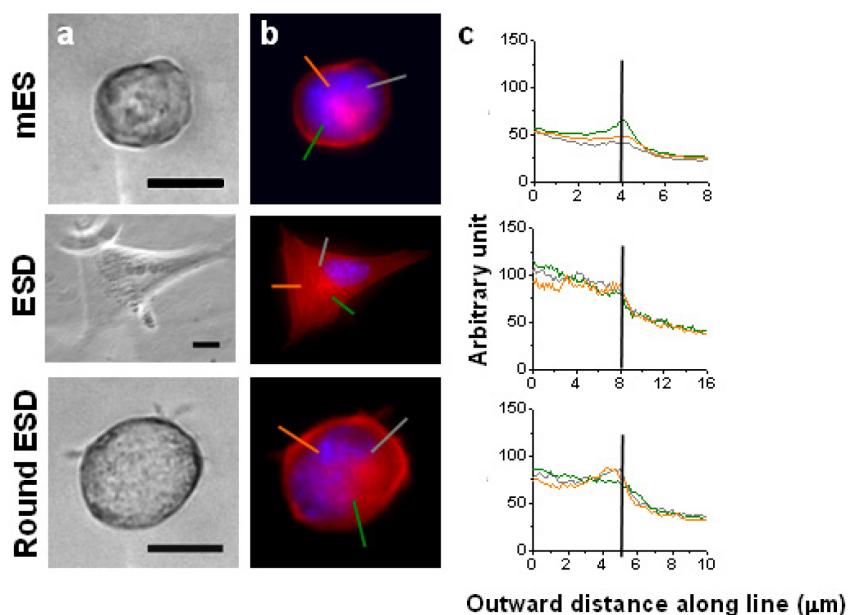 a b c
mES
150
100
50
0
0 2 4 6 8
ESD
Arbitrary unit
150
100
50
0
0 4 8 12 16
Round ESD
150
100
50
0
0 2 4 6 8 10
Outward distance along line (μm)